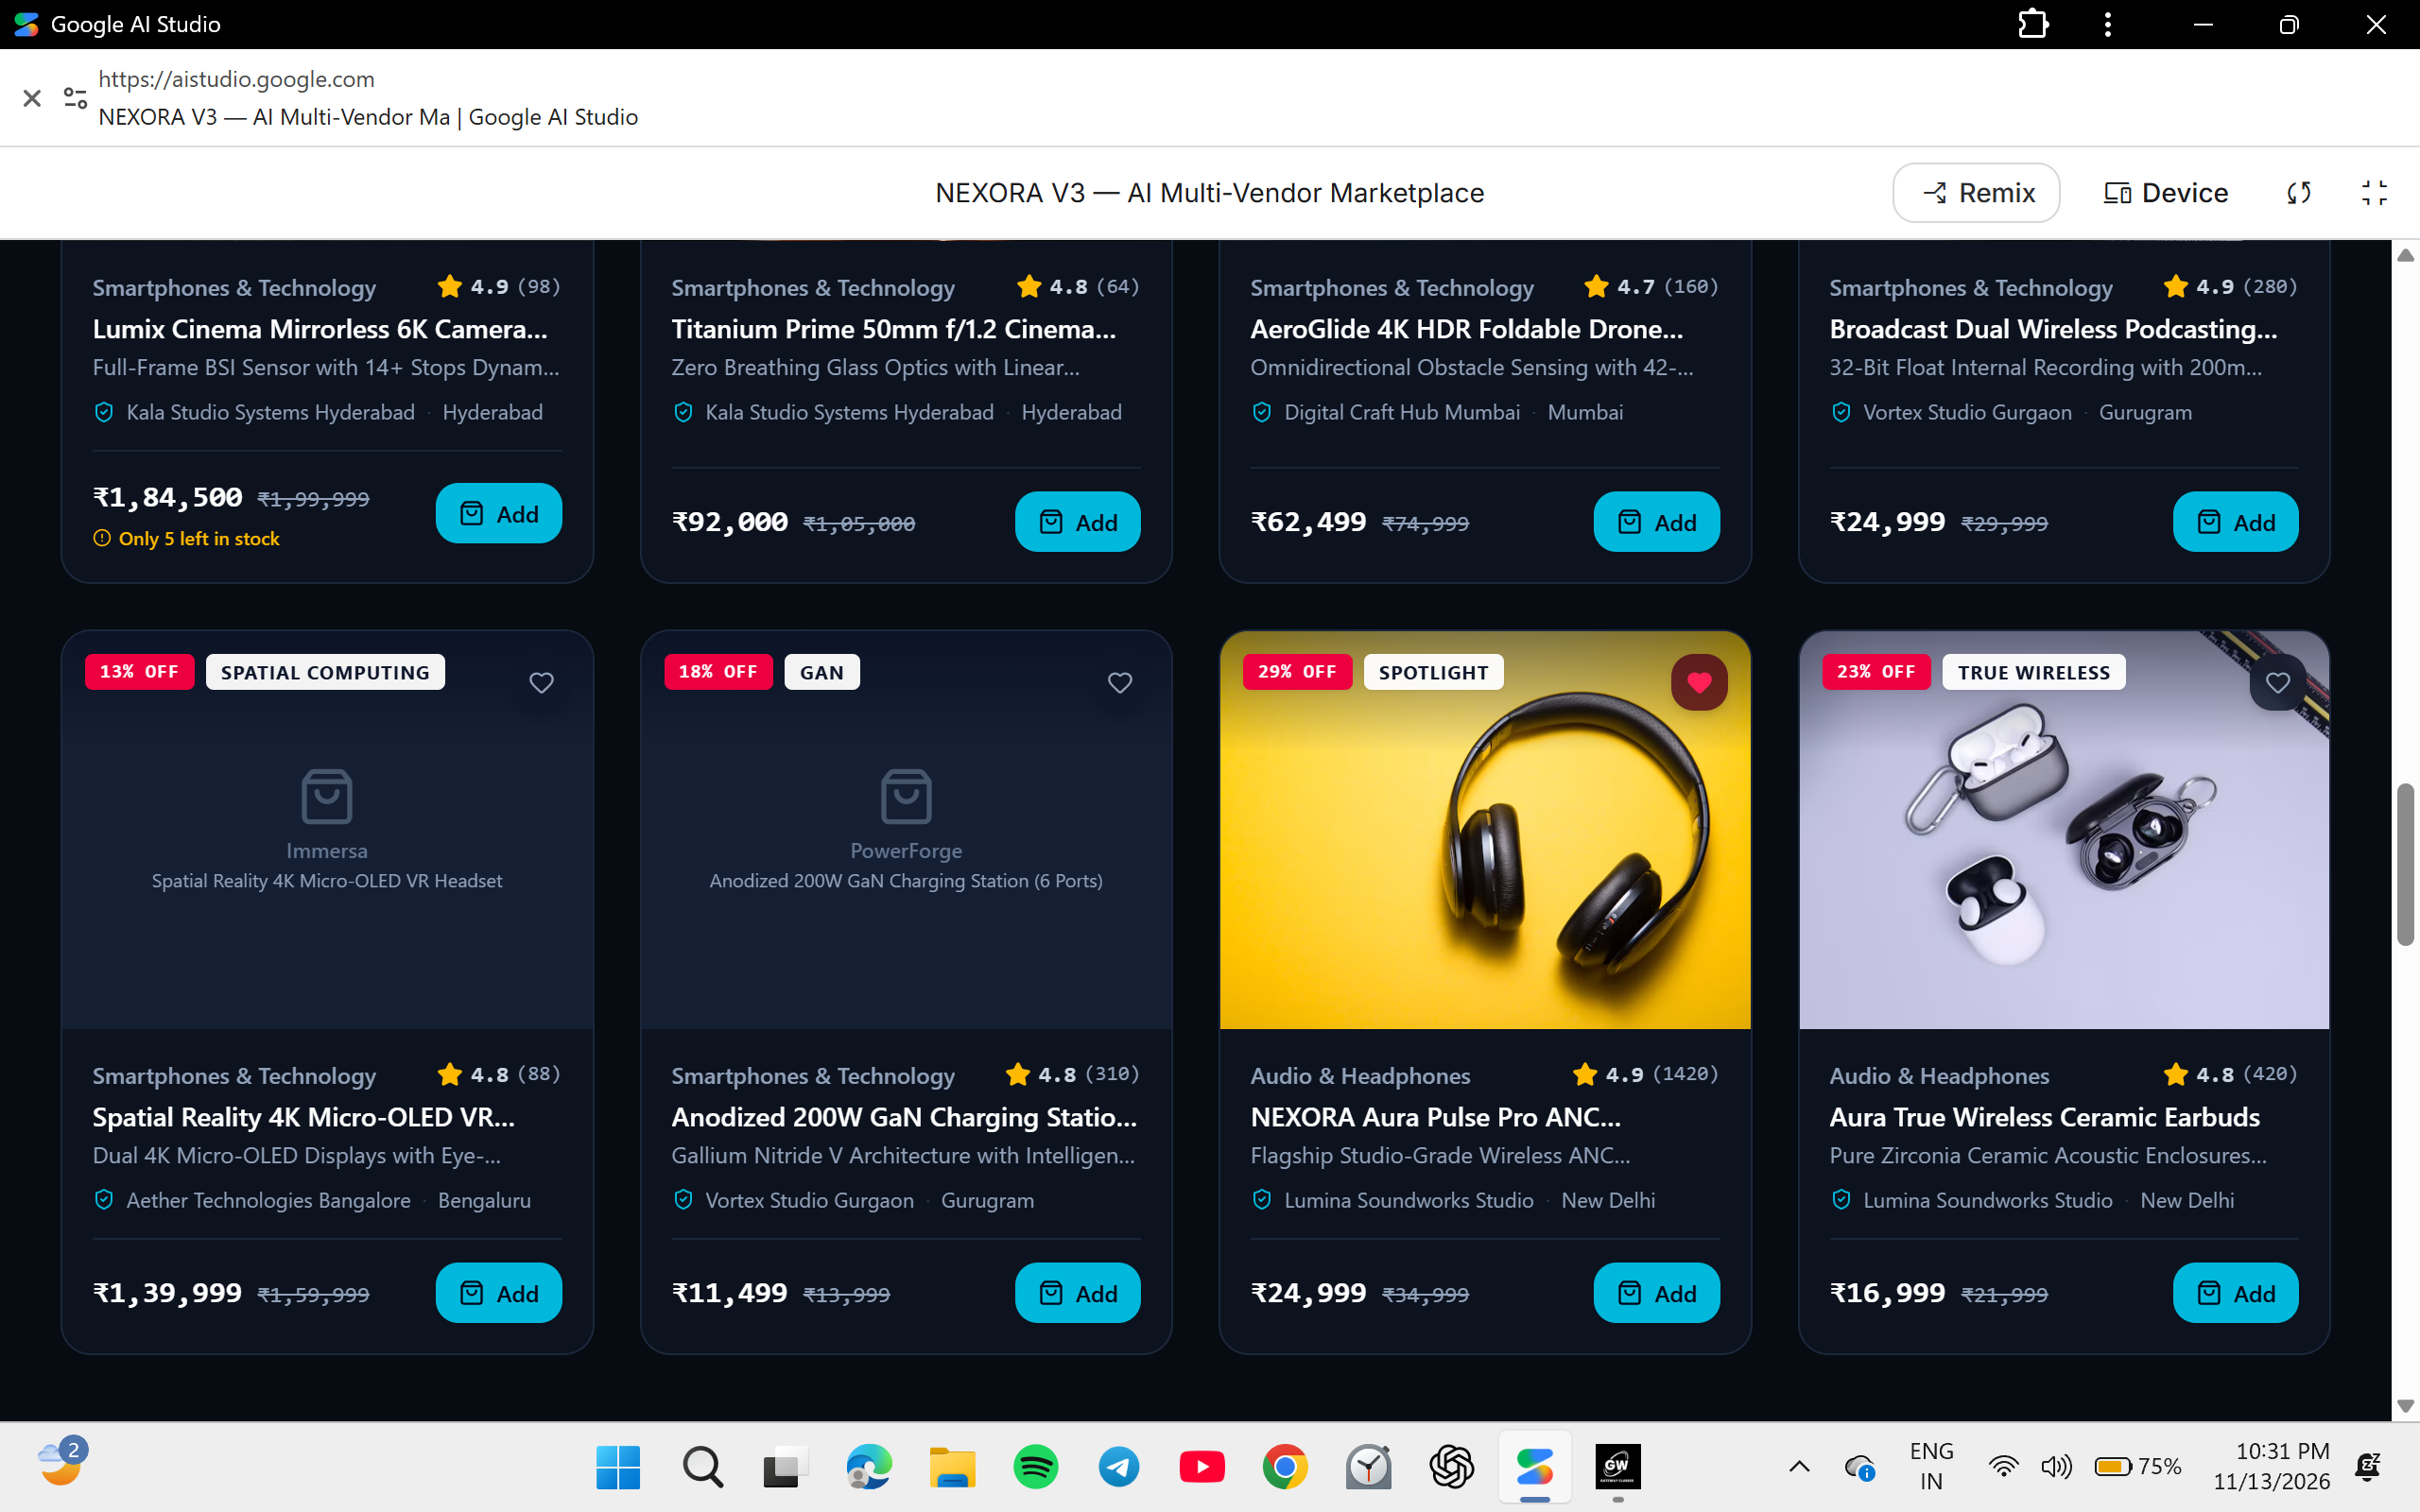 Google AI Studio
https://aistudio.google.com
NEXORA V3 — AI Multi-Vendor Ma | Google AI Studio
NEXORA V3 — AI Multi-Vendor Marketplace
Remix
Device
Smartphones & Technology 4.9 (98)
Lumix Cinema Mirrorless 6K Camera...
Full-Frame BSI Sensor with 14+ Stops Dynam...
Kala Studio Systems Hyderabad · Hyderabad
₹1,84,500 ₹1,99,999
Only 5 left in stock
Add
Smartphones & Technology 4.8 (64)
Titanium Prime 50mm f/1.2 Cinema...
Zero Breathing Glass Optics with Linear...
Kala Studio Systems Hyderabad · Hyderabad
₹92,000 ₹1,05,000
Add
Smartphones & Technology 4.7 (160)
AeroGlide 4K HDR Foldable Drone...
Omnidirectional Obstacle Sensing with 42-...
Digital Craft Hub Mumbai · Mumbai
₹62,499 ₹74,999
Add
Smartphones & Technology 4.9 (280)
Broadcast Dual Wireless Podcasting...
32-Bit Float Internal Recording with 200m...
Vortex Studio Gurgaon · Gurugram
₹24,999 ₹29,999
Add
13% OFF SPATIAL COMPUTING
Immersa
Spatial Reality 4K Micro-OLED VR Headset
Smartphones & Technology 4.8 (88)
Spatial Reality 4K Micro-OLED VR...
Dual 4K Micro-OLED Displays with Eye-...
Aether Technologies Bangalore · Bengaluru
₹1,39,999 ₹1,59,999
Add
18% OFF GAN
PowerForge
Anodized 200W GaN Charging Station (6 Ports)
Smartphones & Technology 4.8 (310)
Anodized 200W GaN Charging Statio...
Gallium Nitride V Architecture with Intelligen...
Vortex Studio Gurgaon · Gurugram
₹11,499 ₹13,999
Add
29% OFF SPOTLIGHT
Audio & Headphones 4.9 (1420)
NEXORA Aura Pulse Pro ANC...
Flagship Studio-Grade Wireless ANC...
Lumina Soundworks Studio · New Delhi
₹24,999 ₹34,999
Add
23% OFF TRUE WIRELESS
Audio & Headphones 4.8 (420)
Aura True Wireless Ceramic Earbuds
Pure Zirconia Ceramic Acoustic Enclosures...
Lumina Soundworks Studio · New Delhi
₹16,999 ₹21,999
Add
2
GW
ENG
IN
75%
10:31 PM
11/13/2026